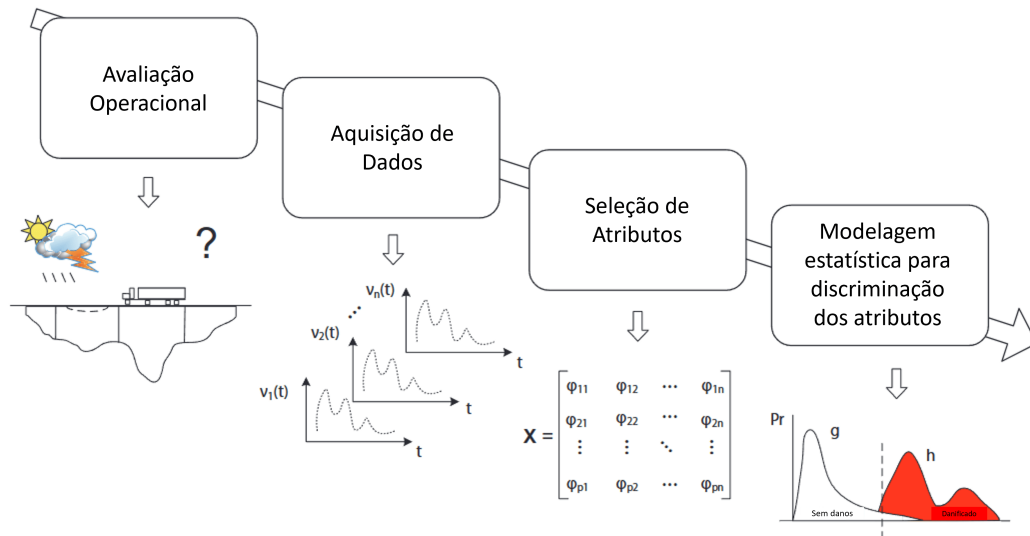 Avaliação
Operacional
Aquisição de
Dados
Seleção de
Atributos
Modelagem
estatística para
discriminação
dos atributos
?
vₙ(t)
⋱
t
v₂(t)
t
v₁(t)
t
X =
φ₁₁ φ₁₂ ⋯ φ₁ₙ
φ₂₁ φ₂₂ ⋯ φ₂ₙ
⋮ ⋮ ⋱ ⋮
φₚ₁ φₚ₂ ⋯ φₚₙ
Pr
g
h
Sem danos
Danificado